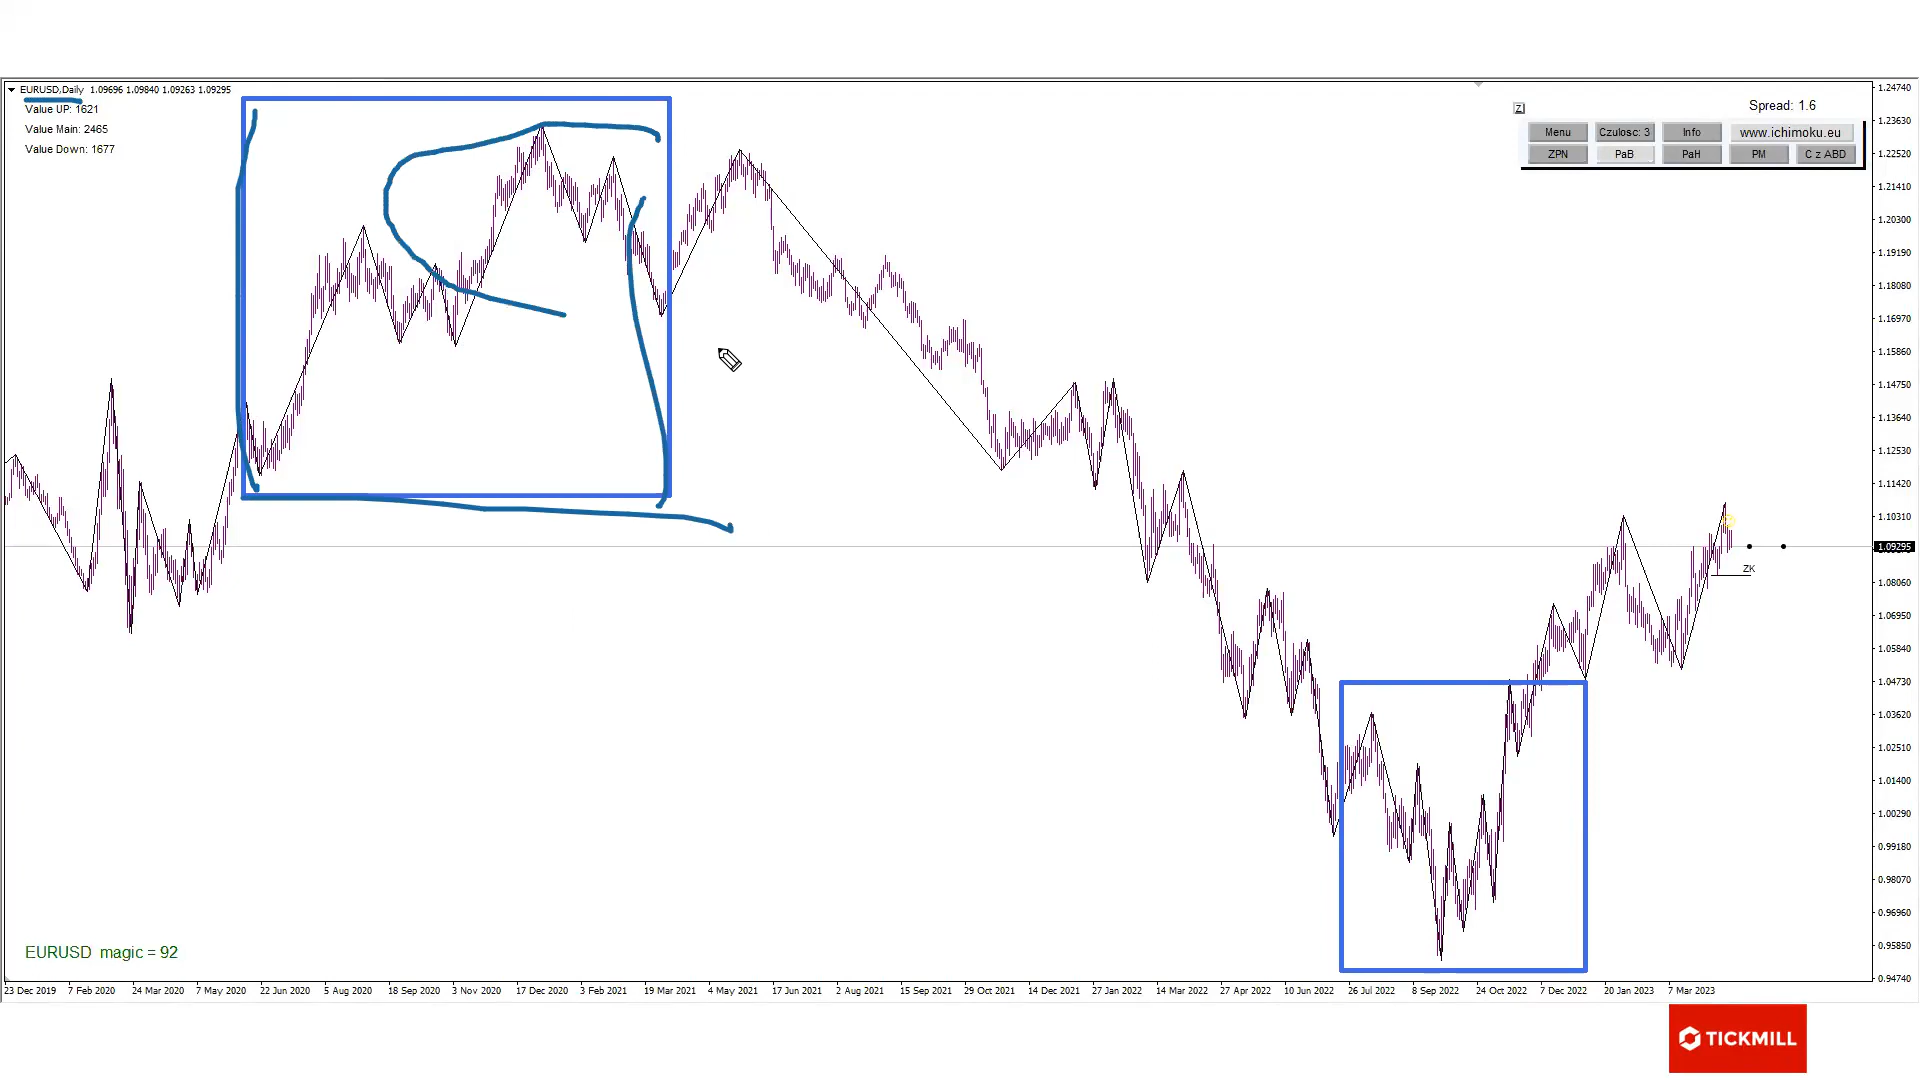 EURUSD,Daily 1.09696 1.09840 1.09263 1.09295
Value UP: 1621
Value Main: 2465
Value Down: 1677
Z
Spread: 1.6
Menu Czulosc: 3 Info www.ichimoku.eu
ZPN PaB PaH PM C z ABD
1.24740
1.23630
1.22520
1.21410
1.20300
1.19190
1.18080
1.16970
1.15860
1.14750
1.13640
1.12530
1.11420
1.10310
1.09295
ZK
1.08060
1.06950
1.05840
1.04730
1.03620
1.02510
1.01400
1.00290
0.99180
0.98070
0.96960
0.95850
0.94740
EURUSD magic = 92
23 Dec 2019 7 Feb 2020 24 Mar 2020 7 May 2020 22 Jun 2020 5 Aug 2020 18 Sep 2020 3 Nov 2020 17 Dec 2020 3 Feb 2021 19 Mar 2021 4 May 2021 17 Jun 2021 2 Aug 2021 15 Sep 2021 29 Oct 2021 14 Dec 2021 27 Jan 2022 14 Mar 2022 27 Apr 2022 10 Jun 2022 26 Jul 2022 8 Sep 2022 24 Oct 2022 7 Dec 2022 20 Jan 2023 7 Mar 2023
TICKMILL